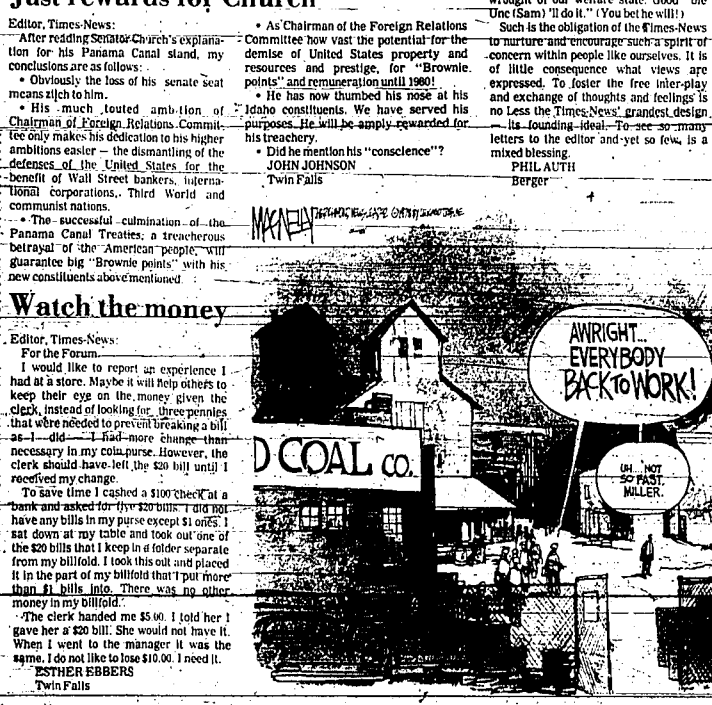 Just rewards for Church
Editor, Times-News:
After reading Senator Church's explana-
tion for his Panama Canal stand, my
conclusions are as follows:
• Obviously the loss of his senate seat
means zilch to him.
• His much touted ambition of
Chairman of Foreign Relations Commit-
tee only makes his dedication to his higher
ambitions easier — the dismantling of the
defenses of the United States for the
benefit of Wall Street bankers, interna-
tional corporations, Third World and
communist nations.
• The successful culmination of the
Panama Canal Treaties; a treacherous
betrayal of the American people, will
guarantee big "Brownie points" with his
new constituents above mentioned.
• As Chairman of the Foreign Relations
Committee how vast the potential for the
demise of United States property and
resources and prestige, for "Brownie
points" and remuneration until 1980!
• He has now thumbed his nose at his
Idaho constituents. We have served his
purposes. He will be amply rewarded for
his treachery.
• Did he mention his "conscience"?
JOHN JOHNSON
Twin Falls
wrought of our welfare state. Good ole
Unc (Sam) "ll do it." (You bet he will!)
Such is the obligation of the Times-News
to nurture and encourage such a spirit of
concern within people like ourselves. It is
of little consequence what views are
expressed. To foster the free inter-play
and exchange of thoughts and feelings is
no Less the Times-News' grandest design
— its founding ideal. To see so many
letters to the editor and yet so few, is a
mixed blessing.
PHIL AUTH
Berger
Watch the money
Editor, Times-News:
For the Forum.
I would like to report an experience I
had at a store. Maybe it will help others to
keep their eye on the money given the
clerk, instead of looking for three pennies
that were needed to prevent breaking a bill
as I did — I had more change than
necessary in my coin purse. However, the
clerk should have left the $20 bill until I
received my change.
To save time I cashed a $100 check at a
bank and asked for five $20 bills. I did not
have any bills in my purse except $1 ones. I
sat down at my table and took out one of
the $20 bills that I keep in a folder separate
from my billfold. I took this out and placed
it in the part of my billfold that I put more
than $1 bills into. There was no other
money in my billfold.
The clerk handed me $5.00. I told her I
gave her a $20 bill. She would not have it.
When I went to the manager it was the
same. I do not like to lose $10.00. I need it.
ESTHER EBBERS
Twin Falls
MACNELLY
AWRIGHT...
EVERYBODY
BACK TO WORK!
UH... NOT
SO FAST,
MILLER.
D COAL CO.